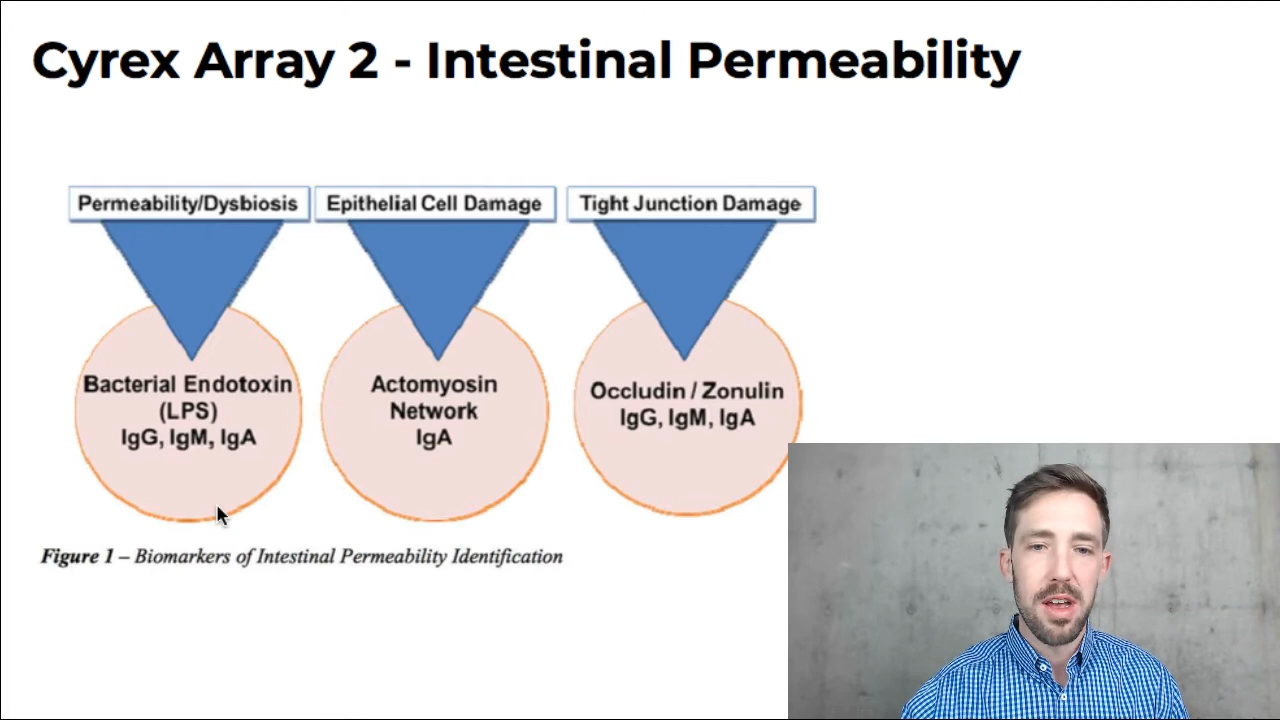 Cyrex Array 2 - Intestinal Permeability
Permeability/Dysbiosis
Epithelial Cell Damage
Tight Junction Damage
Bacterial Endotoxin
(LPS)
IgG, IgM, IgA
Actomyosin
Network
IgA
Occludin / Zonulin
IgG, IgM, IgA
Figure 1 – Biomarkers of Intestinal Permeability Identification